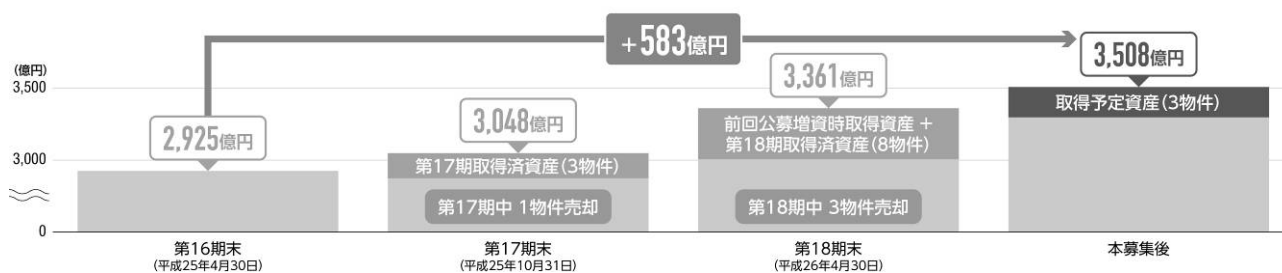 +583億円
(億円)
3,500
3,000
0
2,925億円
3,048億円
3,361億円
3,508億円
第17期取得済資産(3物件)
第17期中 1物件売却
前回公募増資時取得資産 +
第18期取得済資産(8物件)
第18期中 3物件売却
取得予定資産(3物件)
第16期末
(平成25年4月30日)
第17期末
(平成25年10月31日)
第18期末
(平成26年4月30日)
本募集後